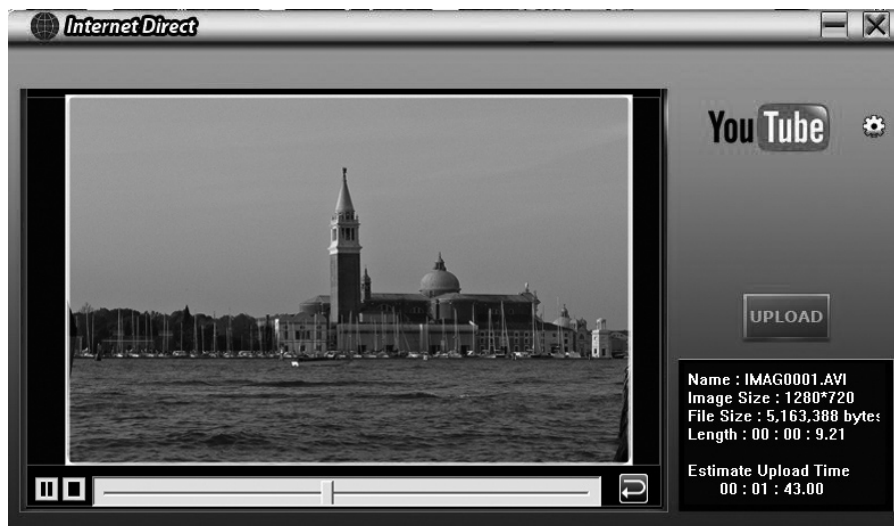 Internet Direct
You Tube
UPLOAD
Name : IMAG0001.AVI
Image Size : 1280*720
File Size : 5,163,388 bytes
Length : 00 : 00 : 9.21
Estimate Upload Time
00 : 01 : 43.00